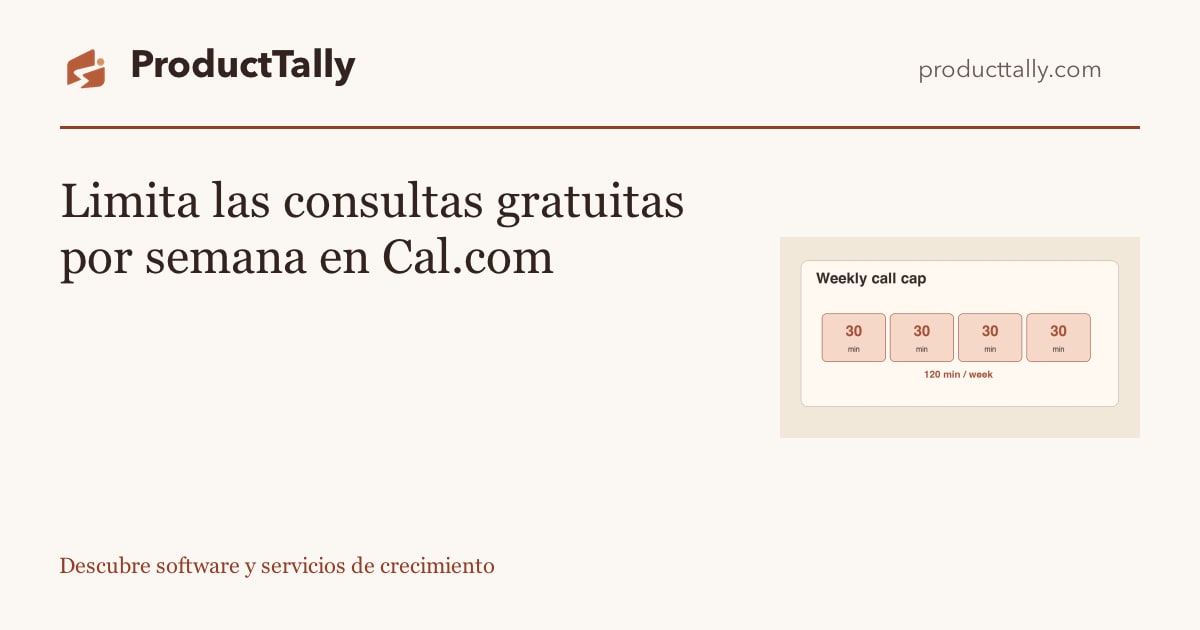 ProductTally
producttally.com
Limita las consultas gratuitas
por semana en Cal.com
Weekly call cap
30 30 30 30
min min min min
120 min / week
Descubre software y servicios de crecimiento